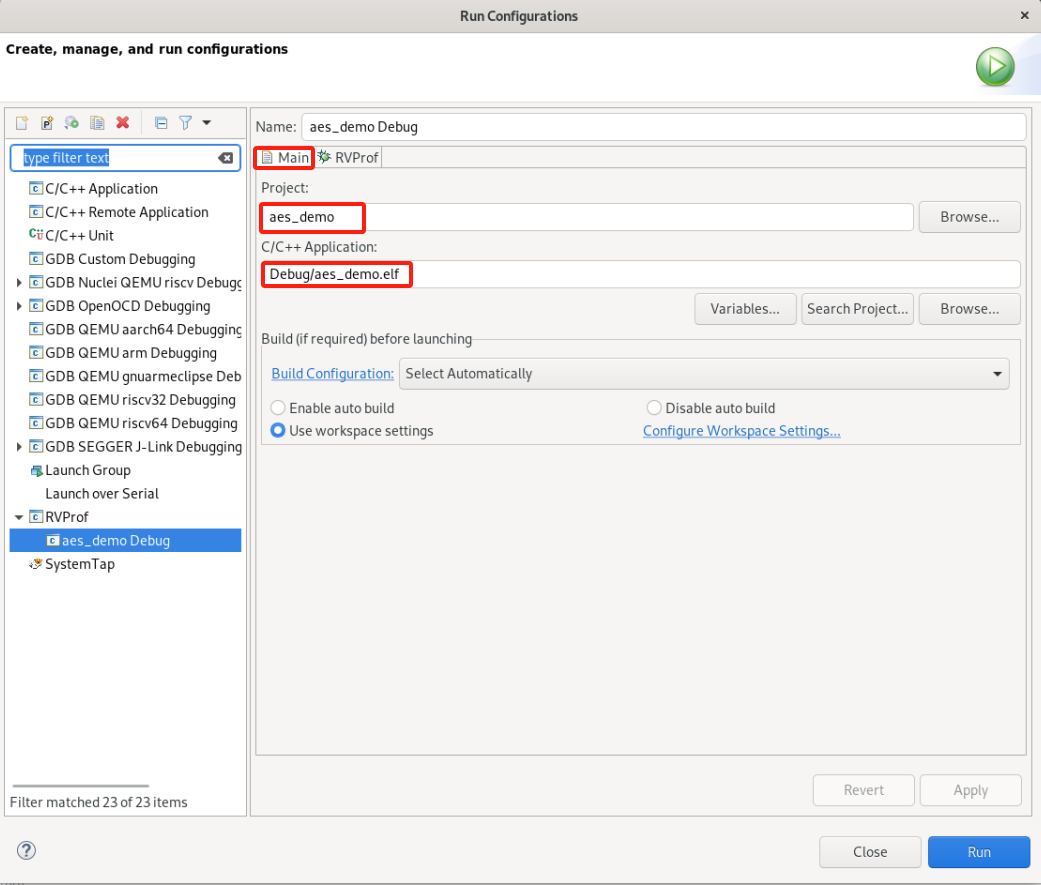 Run Configurations
Create, manage, and run configurations
type filter text
C/C++ Application
C/C++ Remote Application
C/C++ Unit
GDB Custom Debugging
GDB Nuclei QEMU riscv Debugg
GDB OpenOCD Debugging
GDB QEMU aarch64 Debugging
GDB QEMU arm Debugging
GDB QEMU gnuarmeclipse Deb
GDB QEMU riscv32 Debugging
GDB QEMU riscv64 Debugging
GDB SEGGER J-Link Debugging
Launch Group
Launch over Serial
RVProf
aes_demo Debug
SystemTap
Filter matched 23 of 23 items
Name: aes_demo Debug
Main RVProf
Project:
aes_demo Browse...
C/C++ Application:
Debug/aes_demo.elf
Variables... Search Project... Browse...
Build (if required) before launching
Build Configuration: Select Automatically
Enable auto build Disable auto build
Use workspace settings Configure Workspace Settings...
Revert Apply
Close Run